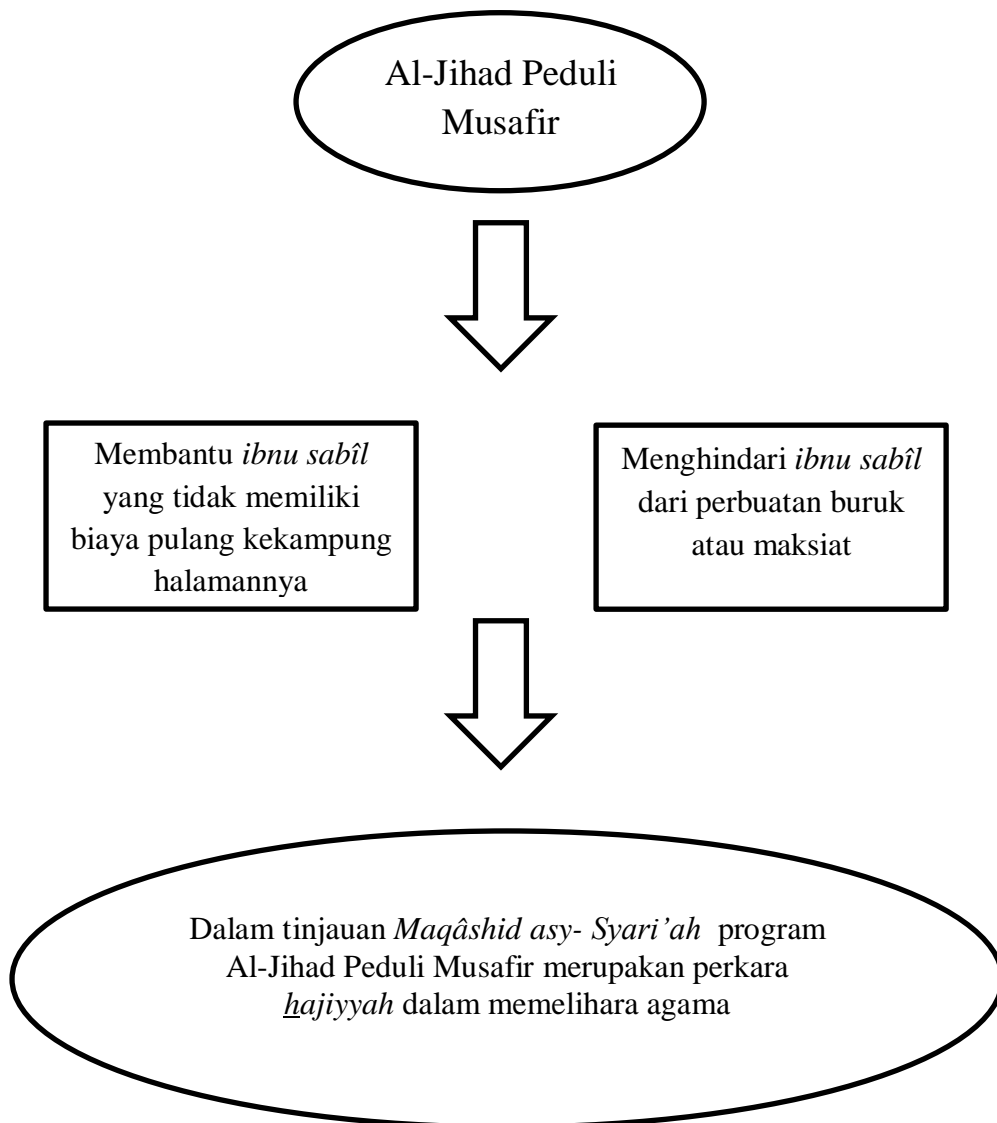 Al-Jihad Peduli
Musafir
Membantu ibnu sabîl
yang tidak memiliki
biaya pulang kekampung
halamannya
Menghindari ibnu sabîl
dari perbuatan buruk
atau maksiat
Dalam tinjauan Maqâshid asy- Syari’ah program
Al-Jihad Peduli Musafir merupakan perkara
hajiyyah dalam memelihara agama